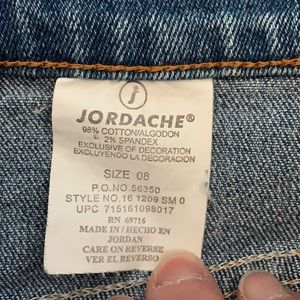 j
JORDACHE®
98% COTTON/ALGODON
2% SPANDEX
EXCLUSIVE OF DECORATION
EXCLUYENDO LA DECORACION
SIZE 08
P.O.NO.56350
STYLE NO.16 1209 SM 0
UPC 715161098017
RN 69716
MADE IN / HECHO EN
JORDAN
CARE ON REVERSE
VER EL REVERSO